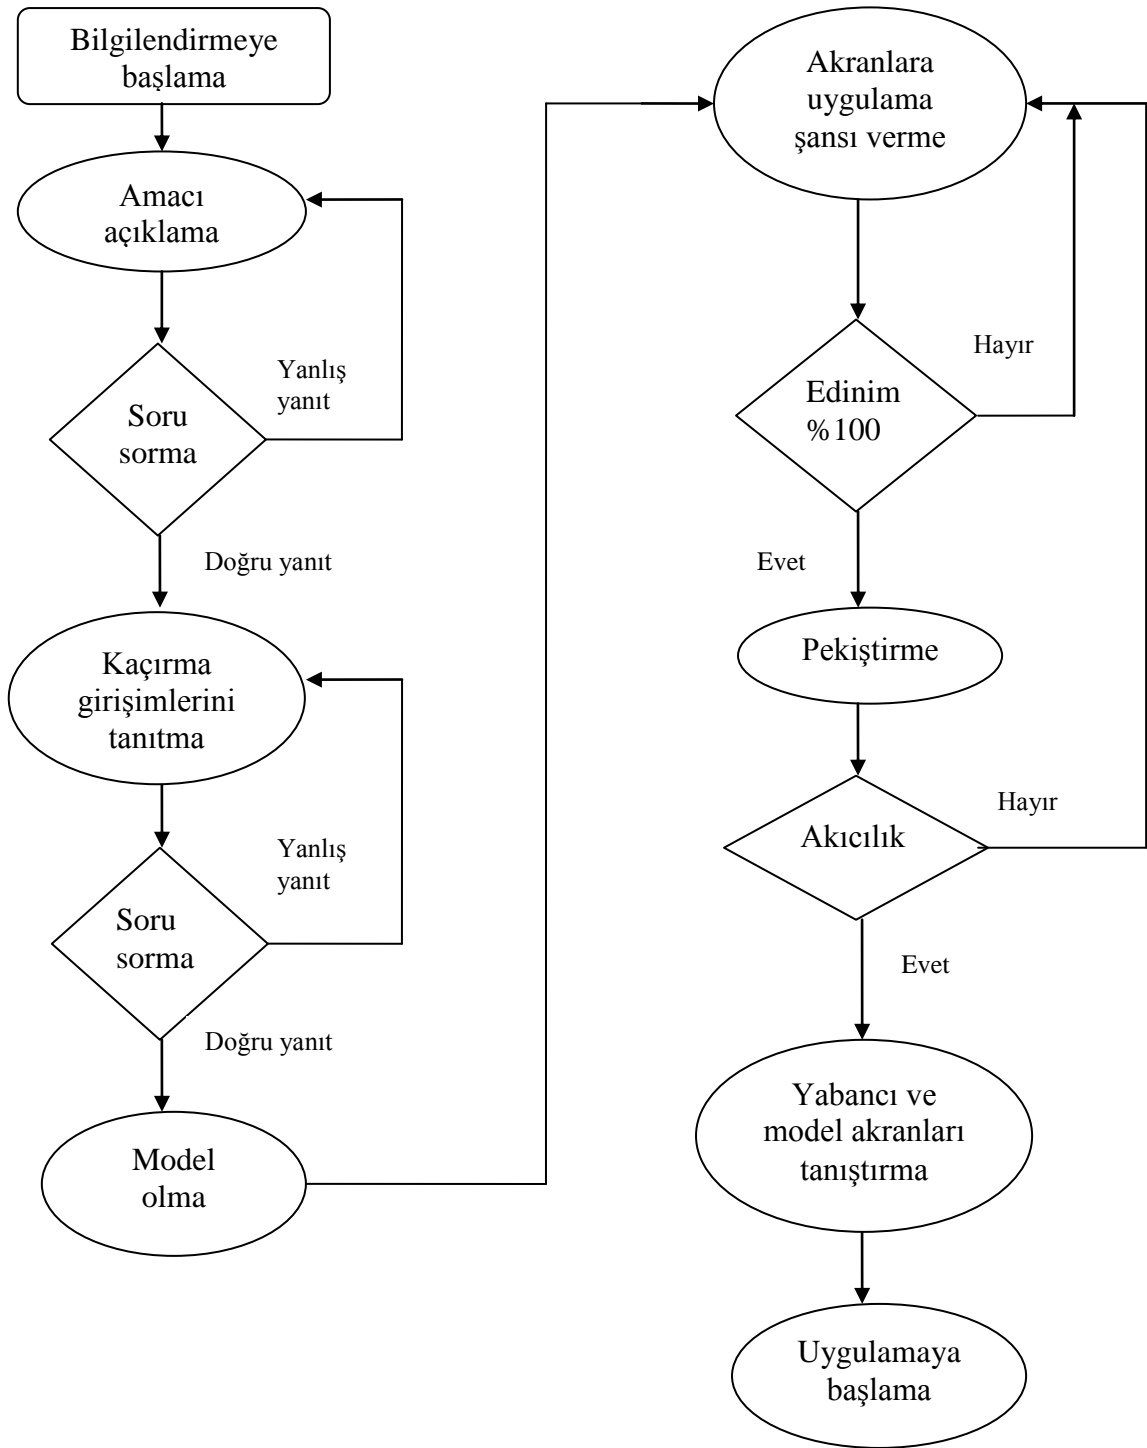 Bilgilendirmeye
başlama
Amacı
açıklama
Yanlış
yanıt
Soru
sorma
Doğru yanıt
Kaçırma
girişimlerini
tanıtma
Yanlış
yanıt
Soru
sorma
Doğru yanıt
Model
olma
Akranlara
uygulama
şansı verme
Hayır
Edinim
%100
Evet
Pekiştirme
Hayır
Akıcılık
Evet
Yabancı ve
model akranları
tanıştırma
Uygulamaya
başlama